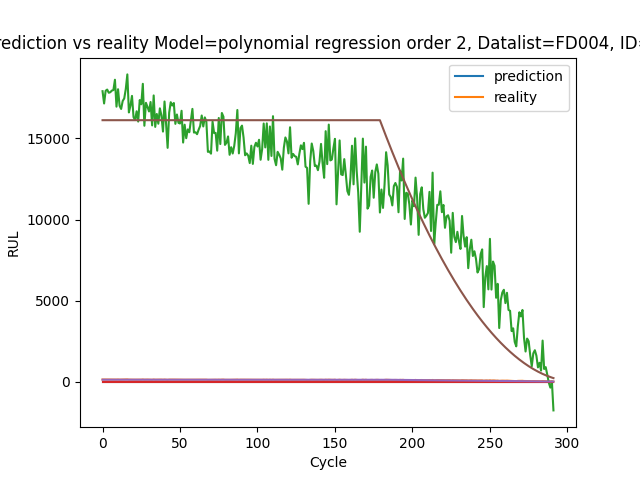 rediction vs reality Model=polynomial regression order 2, Datalist=FD004, ID=
prediction
reality
15000
10000
5000
0
RUL
0 50 100 150 200 250 300
Cycle